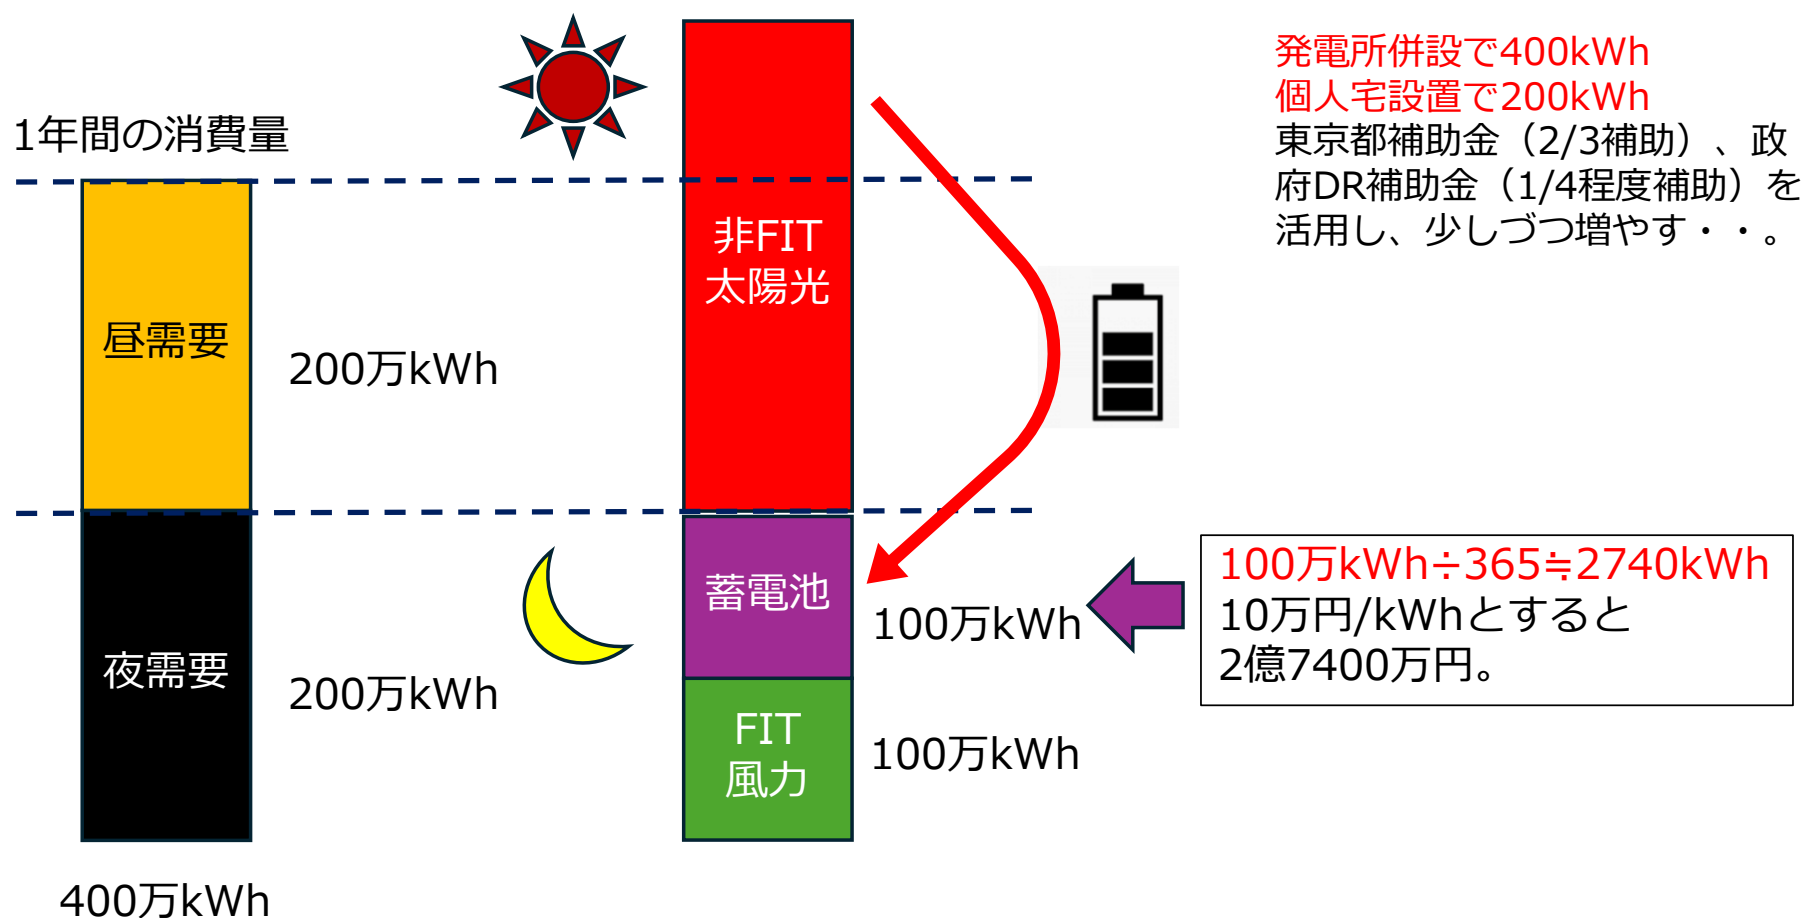 発電所併設で400kWh
個人宅設置で200kWh
東京都補助金（2/3補助）、政
府DR補助金（1/4程度補助）を
活用し、少しづつ増やす・・。
1年間の消費量
昼需要
200万kWh
夜需要
200万kWh
400万kWh
非FIT
太陽光
蓄電池
100万kWh
FIT
風力
100万kWh
100万kWh÷365≒2740kWh
10万円/kWhとすると
2億7400万円。